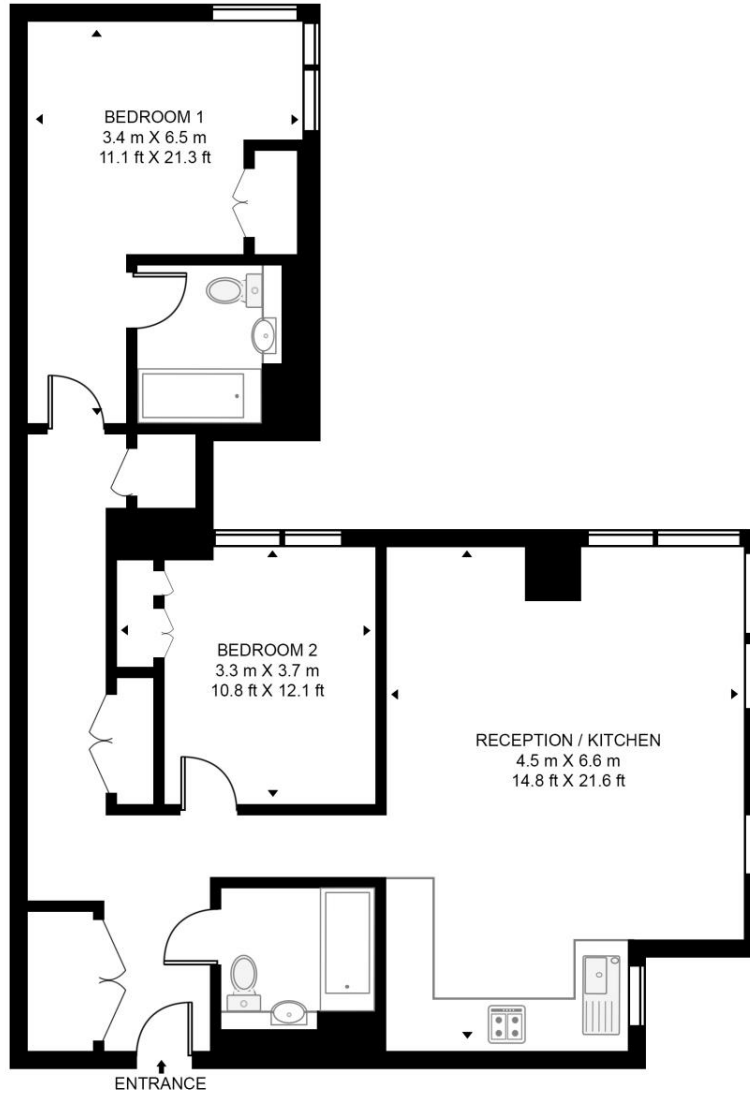 BEDROOM 1
3.4 m X 6.5 m
11.1 ft X 21.3 ft
BEDROOM 2
3.3 m X 3.7 m
10.8 ft X 12.1 ft
RECEPTION / KITCHEN
4.5 m X 6.6 m
14.8 ft X 21.6 ft
ENTRANCE